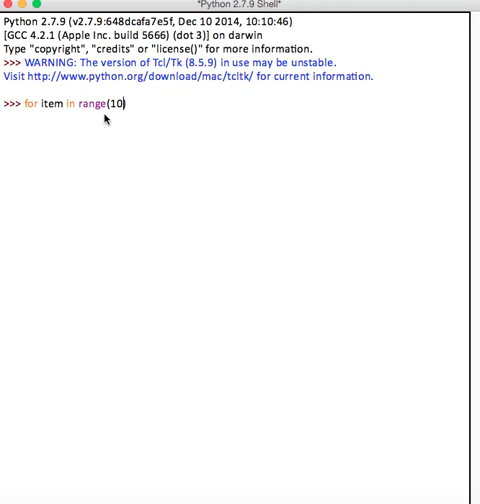 *Python 2.7.9 Shell*
Python 2.7.9 (v2.7.9:648dcafa7e5f, Dec 10 2014, 10:10:46)
[GCC 4.2.1 (Apple Inc. build 5666) (dot 3)] on darwin
Type "copyright", "credits" or "license()" for more information.
>>> WARNING: The version of Tcl/Tk (8.5.9) in use may be unstable.
Visit http://www.python.org/download/mac/tcltk/ for current information.
>>> for item in range(10)